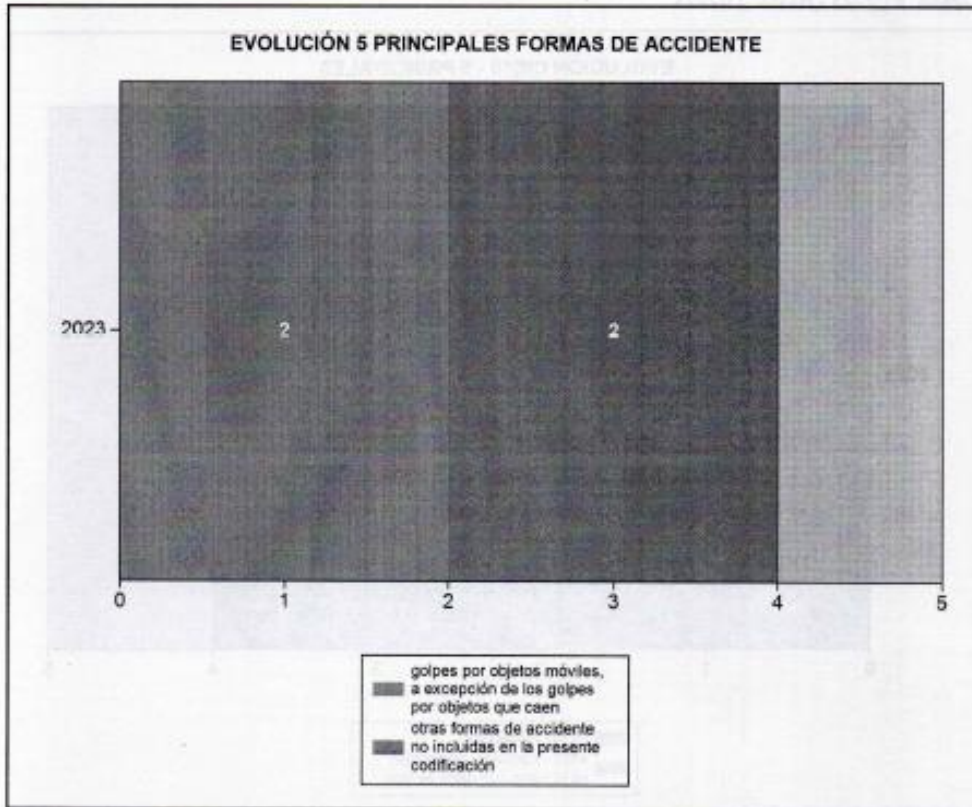 EVOLUCIÓN 5 PRINCIPALES FORMAS DE ACCIDENTE
2023
2
2
0
1
2
3
4
5
golpes por objetos móviles,
a excepción de los golpes
por objetos que caen
otras formas de accidente
no incluidas en la presente
codificación